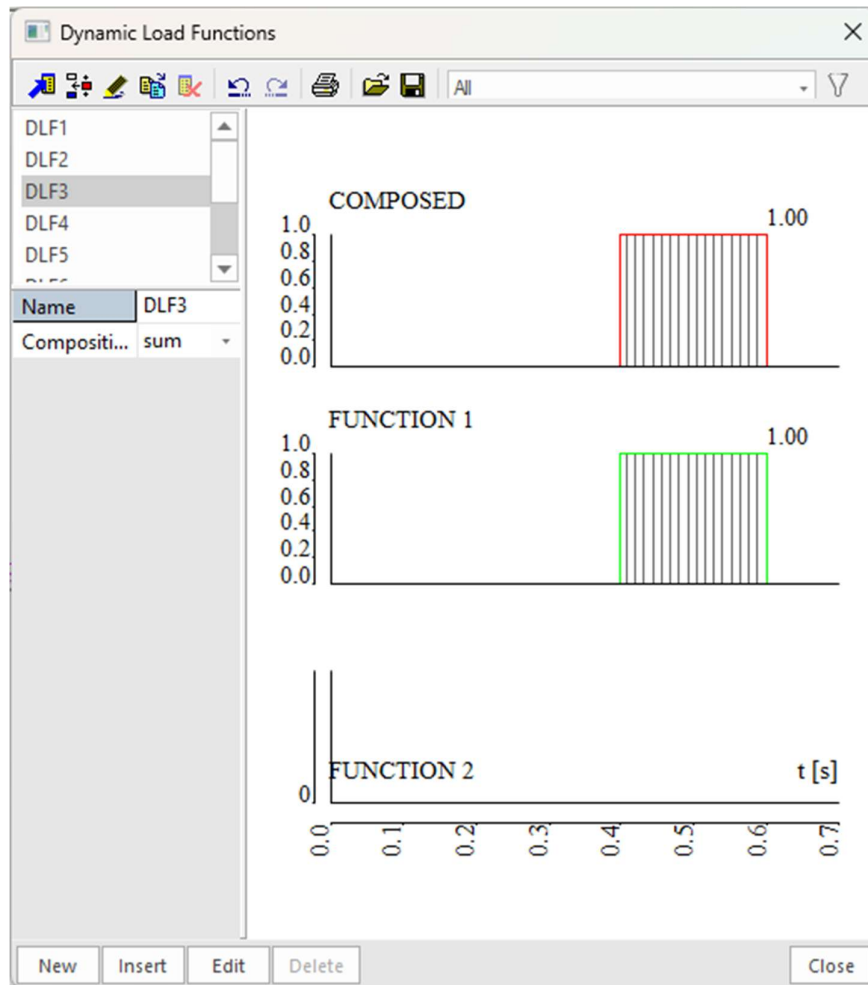 Dynamic Load Functions
All
DLF1
DLF2
DLF3
DLF4
DLF5
Name DLF3
Compositi... sum
COMPOSED
1.00
1.0
0.8
0.6
0.4
0.2
0.0
FUNCTION 1
1.00
1.0
0.8
0.6
0.4
0.2
0.0
FUNCTION 2 t [s]
0
0.0 0.1 0.2 0.3 0.4 0.5 0.6 0.7
New Insert Edit Delete Close